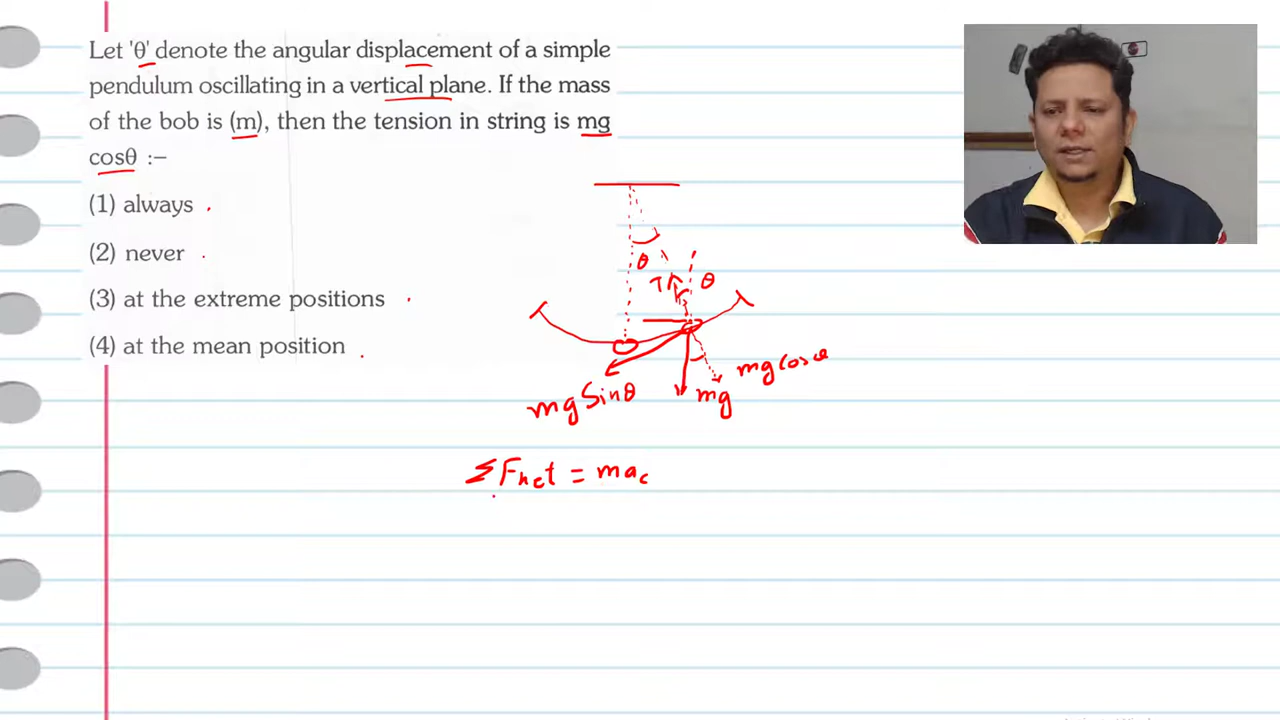 Let 'θ' denote the angular displacement of a simple
pendulum oscillating in a vertical plane. If the mass
of the bob is (m), then the tension in string is mg
cosθ :–
(1) always
(2) never
(3) at the extreme positions
(4) at the mean position
θ
T
θ
mg cosθ
mg Sinθ
mg
ΣFnet = mac